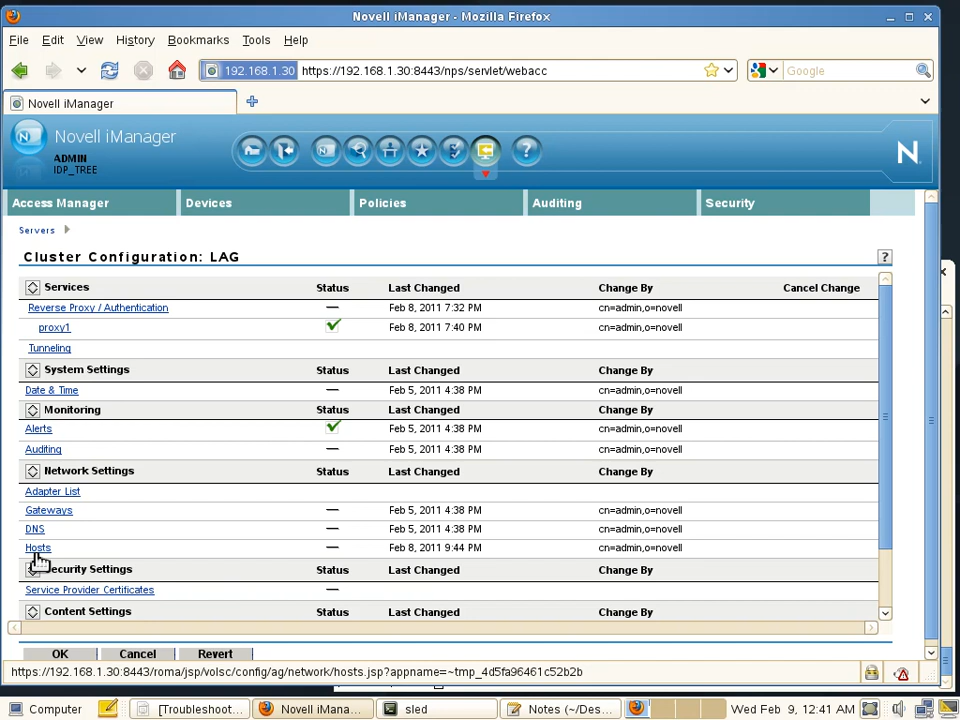 Novell iManager - Mozilla Firefox
File Edit View History Bookmarks Tools Help
192.168.1.30 https://192.168.1.30:8443/nps/servlet/webacc Google
Novell iManager
Novell iManager
ADMIN
IDP_TREE
N
Access Manager Devices Policies Auditing Security
Servers
Cluster Configuration: LAG ?
Services Status Last Changed Change By Cancel Change
Reverse Proxy / Authentication — Feb 8, 2011 7:32 PM cn=admin,o=novell
proxy1 Feb 8, 2011 7:40 PM cn=admin,o=novell
Tunneling
System Settings Status Last Changed Change By
Date & Time — Feb 5, 2011 4:38 PM cn=admin,o=novell
Monitoring Status Last Changed Change By
Alerts Feb 5, 2011 4:38 PM cn=admin,o=novell
Auditing — Feb 5, 2011 4:38 PM cn=admin,o=novell
Network Settings Status Last Changed Change By
Adapter List
Gateways — Feb 5, 2011 4:38 PM cn=admin,o=novell
DNS — Feb 5, 2011 4:38 PM cn=admin,o=novell
Hosts — Feb 8, 2011 9:44 PM cn=admin,o=novell
Security Settings Status Last Changed Change By
Service Provider Certificates —
Content Settings Status Last Changed Change By
OK Cancel Revert
https://192.168.1.30:8443/roma/jsp/volsc/config/ag/network/hosts.jsp?appname=~tmp_4d5fa96461c52b2b
Computer [Troubleshoot... Novell iMana... sled Notes (~/Des... Wed Feb 9, 12:41 AM